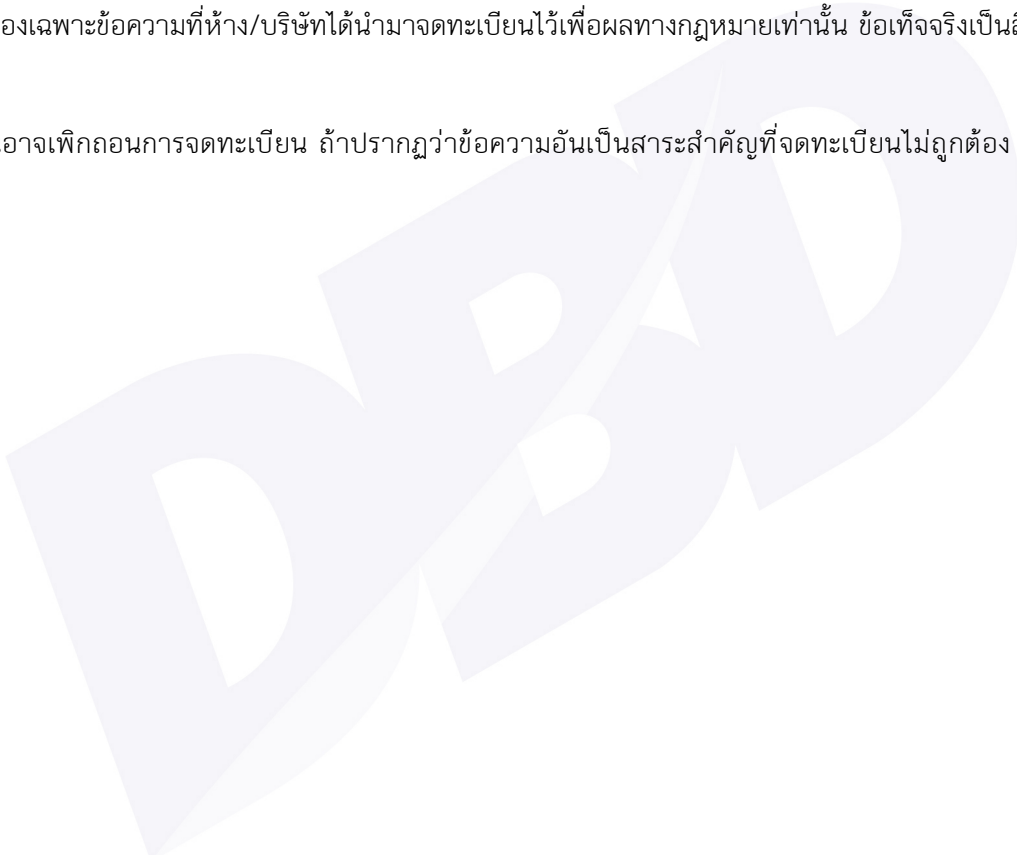 องเฉพาะข้อความที่ห้าง/บริษัทได้นำมาจดทะเบียนไว้เพื่อผลทางกฎหมายเท่านั้น ข้อเท็จจริงเป็น
อาจเพิกถอนการจดทะเบียน ถ้าปรากฏว่าข้อความอันเป็นสาระสำคัญที่จดทะเบียนไม่ถูกต้อง
DBD